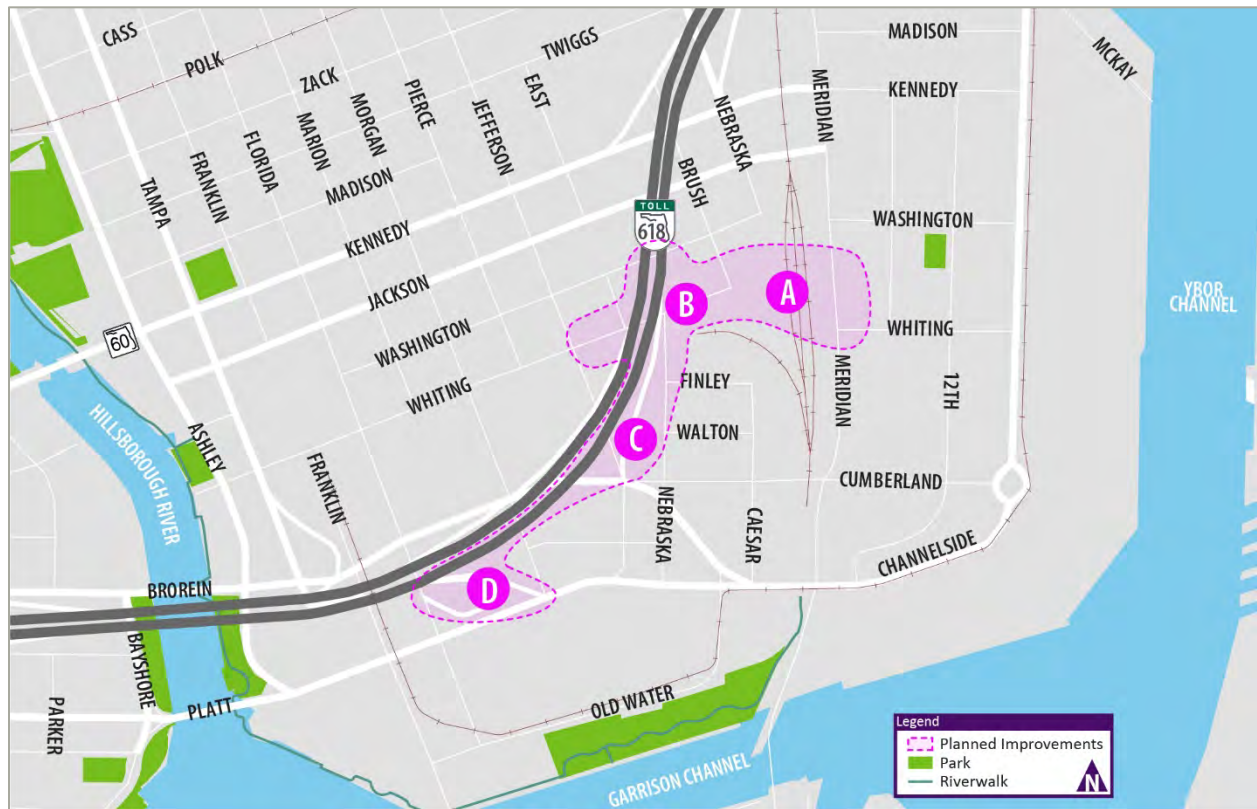 CASS
POLK
ZACK
TWIGGS
MADISON
MCKAY
KENNEDY
MERIDIAN
NEBRASKA
EAST
JEFFERSON
PIERCE
MORGAN
MARION
FLORIDA
FRANKLIN
TAMPA
MADISON
BRUSH
TOLL
618
WASHINGTON
KENNEDY
JACKSON
A
B
YBOR
CHANNEL
60
WASHINGTON
WHITING
WHITING
MERIDIAN
12TH
FINLEY
C
WALTON
HILLSBOROUGH RIVER
ASHLEY
FRANKLIN
CUMBERLAND
NEBRASKA
CAESAR
CHANNELSIDE
BROREIN
D
BAYSHORE
PLATT
PARKER
OLD WATER
GARRISON CHANNEL
Legend
Planned Improvements
Park
Riverwalk
N